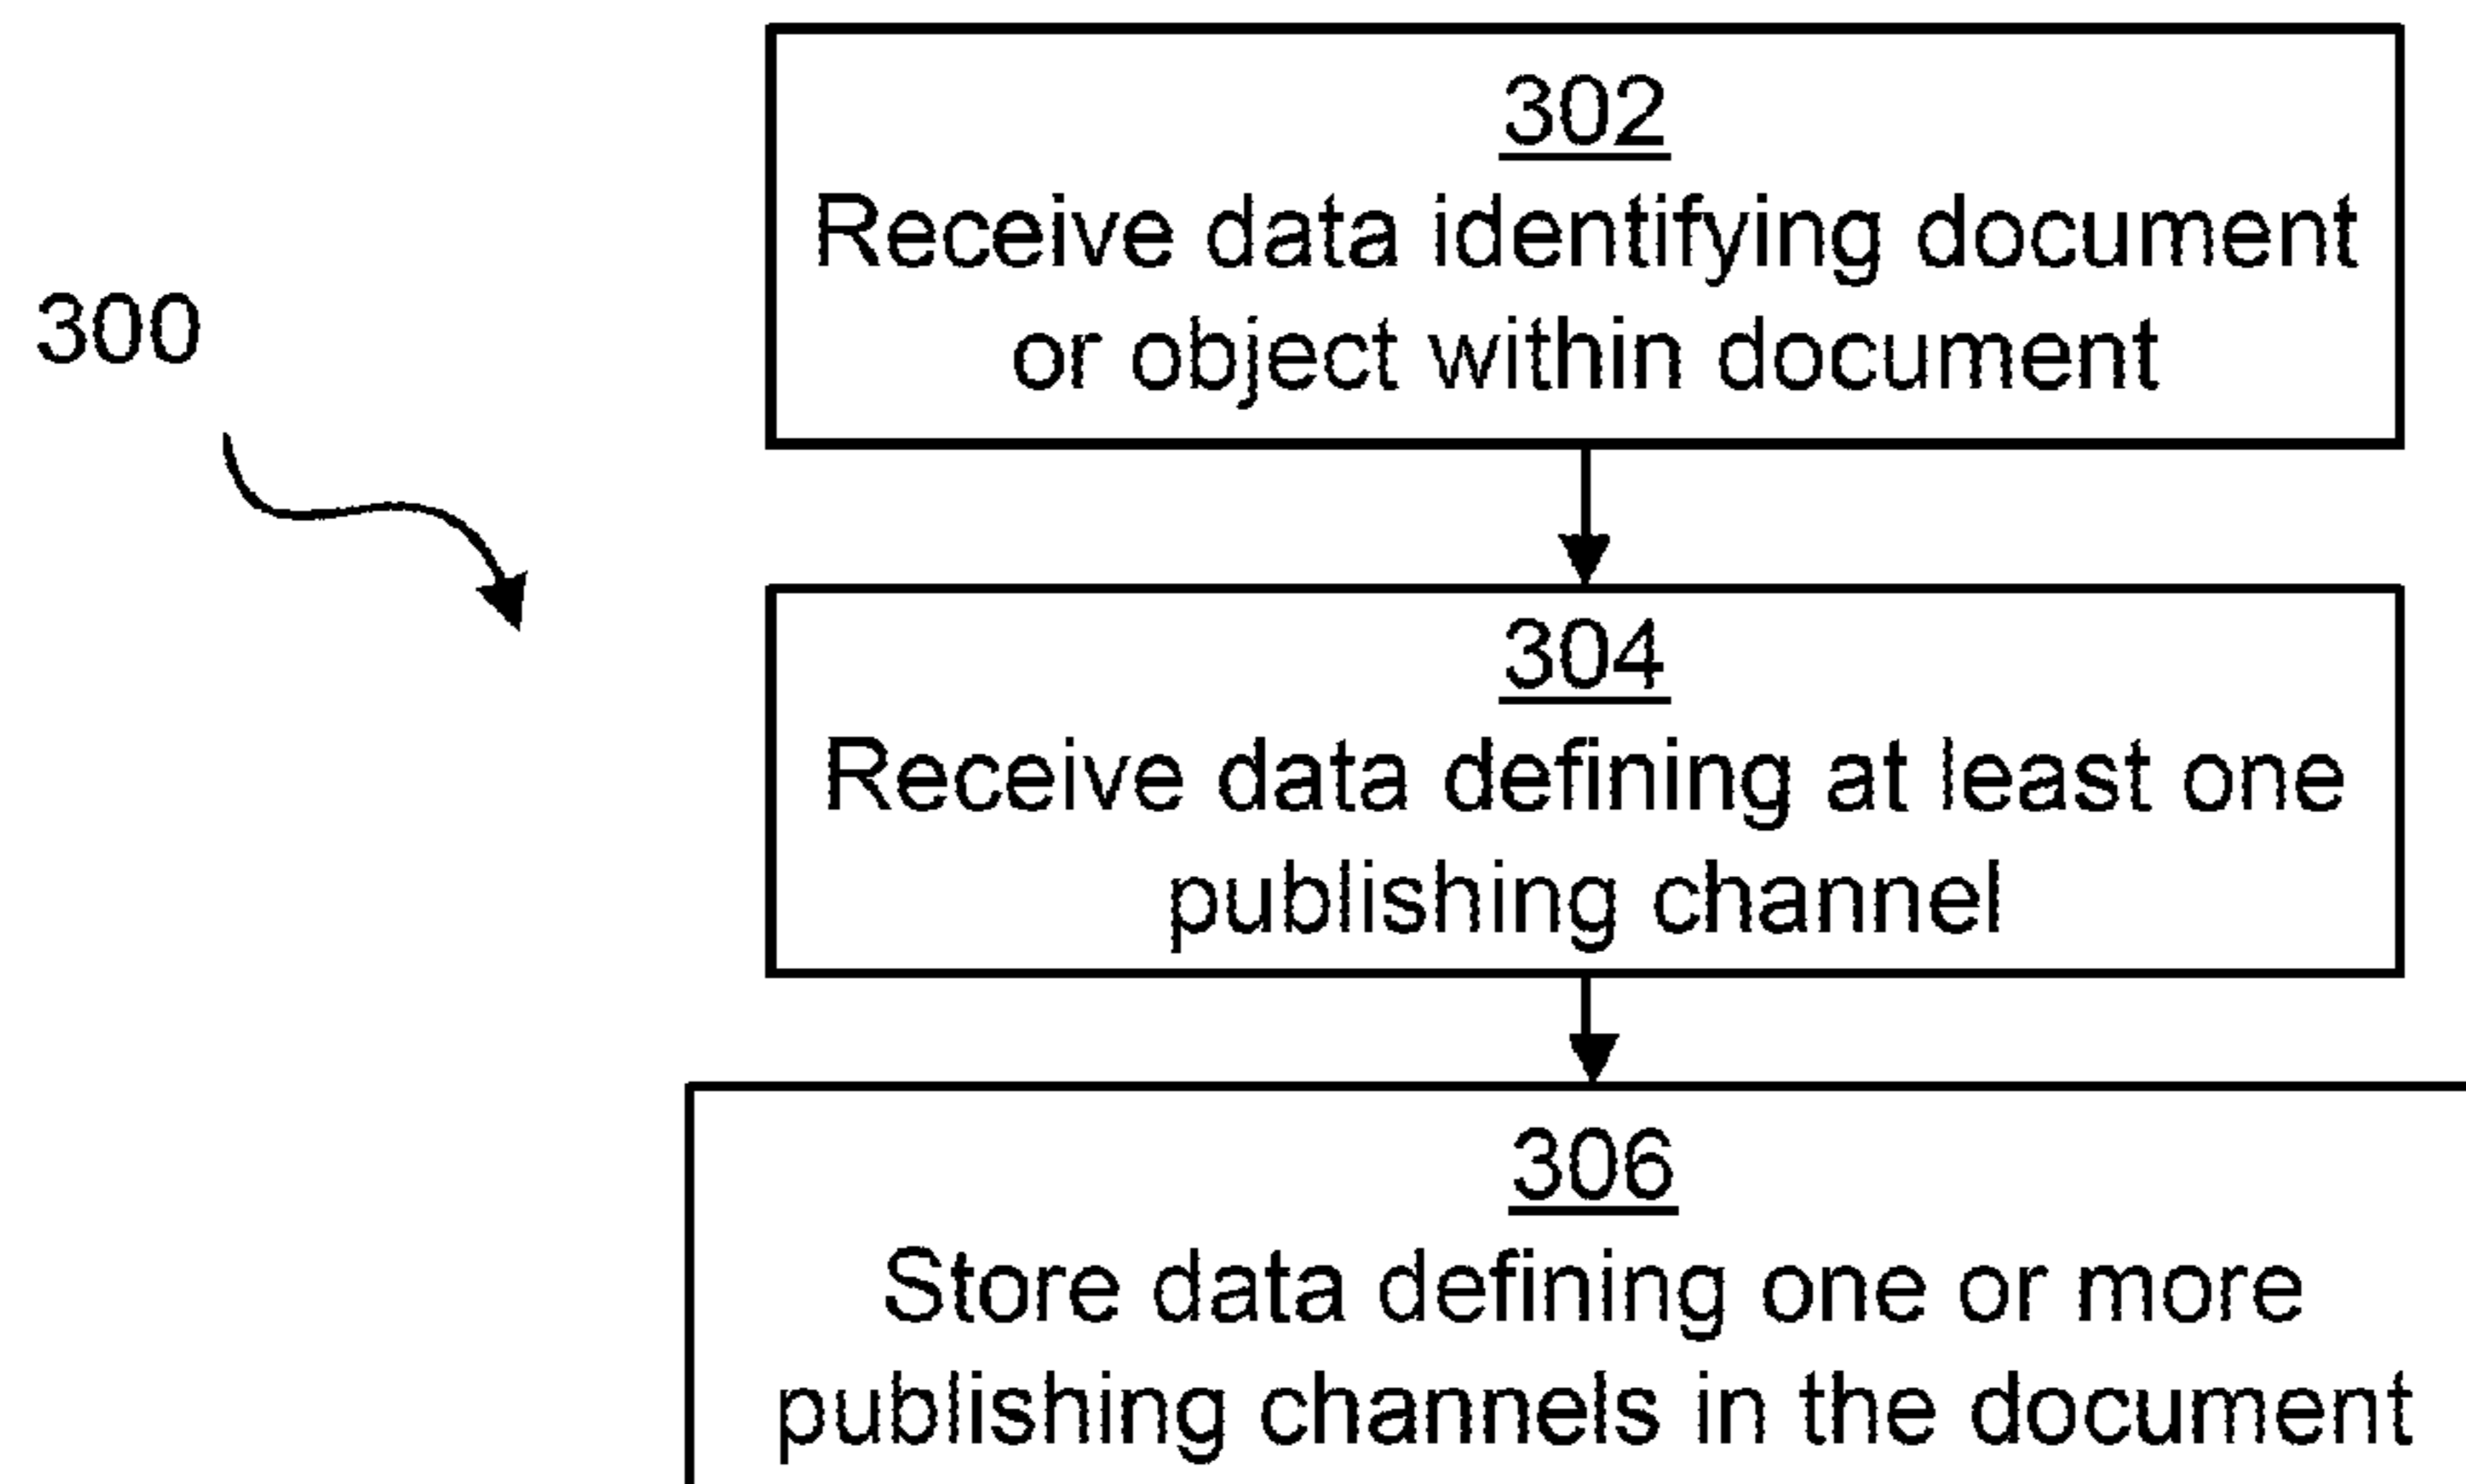 302
Receive data identifying document
or object within document
300
304
Receive data defining at least one
publishing channel
306
Store data defining one or more
publishing channels in the document